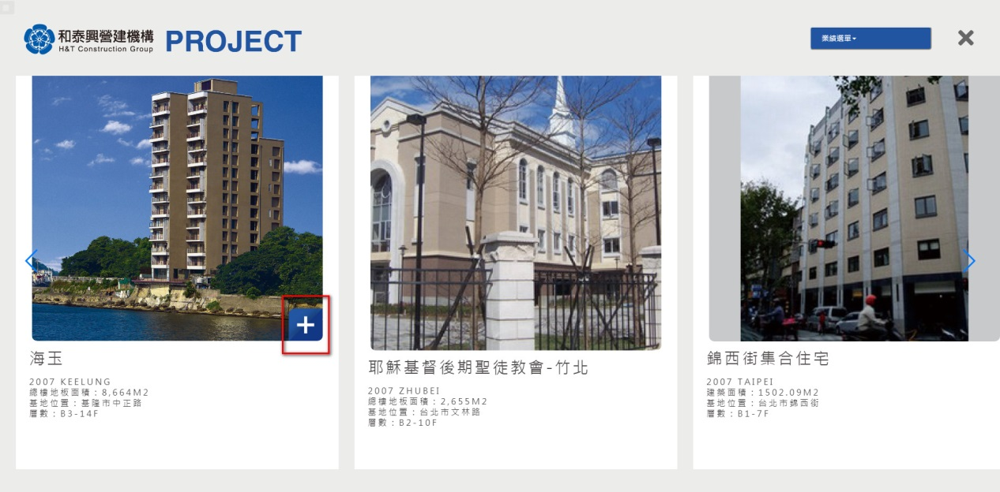 和泰興營建機構
H&T Construction Group
PROJECT
業績選單
海玉
2007 KEELUNG
總樓地板面積：8,664M2
基地位置：基隆市中正路
層數：B3-14F
耶穌基督後期聖徒教會-竹北
2007 ZHUBEI
總樓地板面積：2,655M2
基地位置：台北市文林路
層數：B2-10F
錦西街集合住宅
2007 TAIPEI
建築面積：1502.09M2
基地位置：台北市錦西街
層數：B1-7F